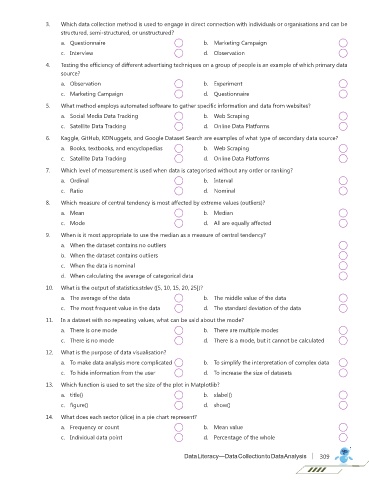 3. Which data collection method is used to engage in direct connection with individuals or organisations and can be
structured, semi-structured, or unstructured?
a. Questionnaire b. Marketing Campaign
c. Interview d. Observation
4. Testing the efficiency of different advertising techniques on a group of people is an example of which primary data
source?
a. Observation b. Experiment
c. Marketing Campaign d. Questionnaire
5. What method employs automated software to gather specific information and data from websites?
a. Social Media Data Tracking b. Web Scraping
c. Satellite Data Tracking d. Online Data Platforms
6. Kaggle, GitHub, KDNuggets, and Google Dataset Search are examples of what type of secondary data source?
a. Books, textbooks, and encyclopedias b. Web Scraping
c. Satellite Data Tracking d. Online Data Platforms
7. Which level of measurement is used when data is categorised without any order or ranking?
a. Ordinal b. Interval
c. Ratio d. Nominal
8. Which measure of central tendency is most affected by extreme values (outliers)?
a. Mean b. Median
c. Mode d. All are equally affected
9. When is it most appropriate to use the median as a measure of central tendency?
a. When the dataset contains no outliers
b. When the dataset contains outliers
c. When the data is nominal
d. When calculating the average of categorical data
10. What is the output of statistics.stdev ([5, 10, 15, 20, 25])?
a. The average of the data b. The middle value of the data
c. The most frequent value in the data d. The standard deviation of the data
11. In a dataset with no repeating values, what can be said about the mode?
a. There is one mode b. There are multiple modes
c. There is no mode d. There is a mode, but it cannot be calculated
12. What is the purpose of data visualisation?
a. To make data analysis more complicated b. To simplify the interpretation of complex data
c. To hide information from the user d. To increase the size of datasets
13. Which function is used to set the size of the plot in Matplotlib?
a. title() b. xlabel()
c. figure() d. show()
14. What does each sector (slice) in a pie chart represent?
a. Frequency or count b. Mean value
c. Individual data point d. Percentage of the whole
Data Literacy—Data Collection to Data Analysis | 309